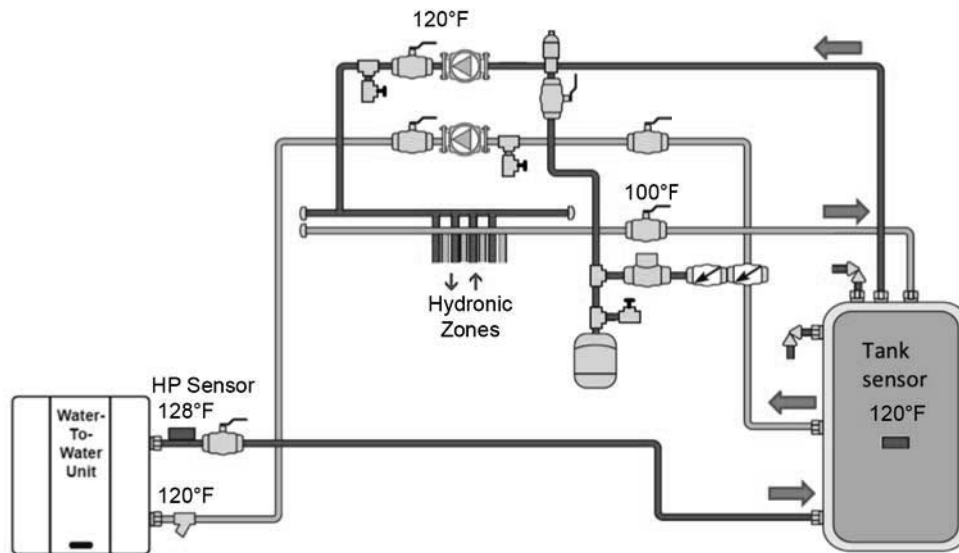 120°F
100°F
Hydronic
Zones
HP Sensor
128°F
Water-
To-
Water
Unit
120°F
Tank
sensor
120°F